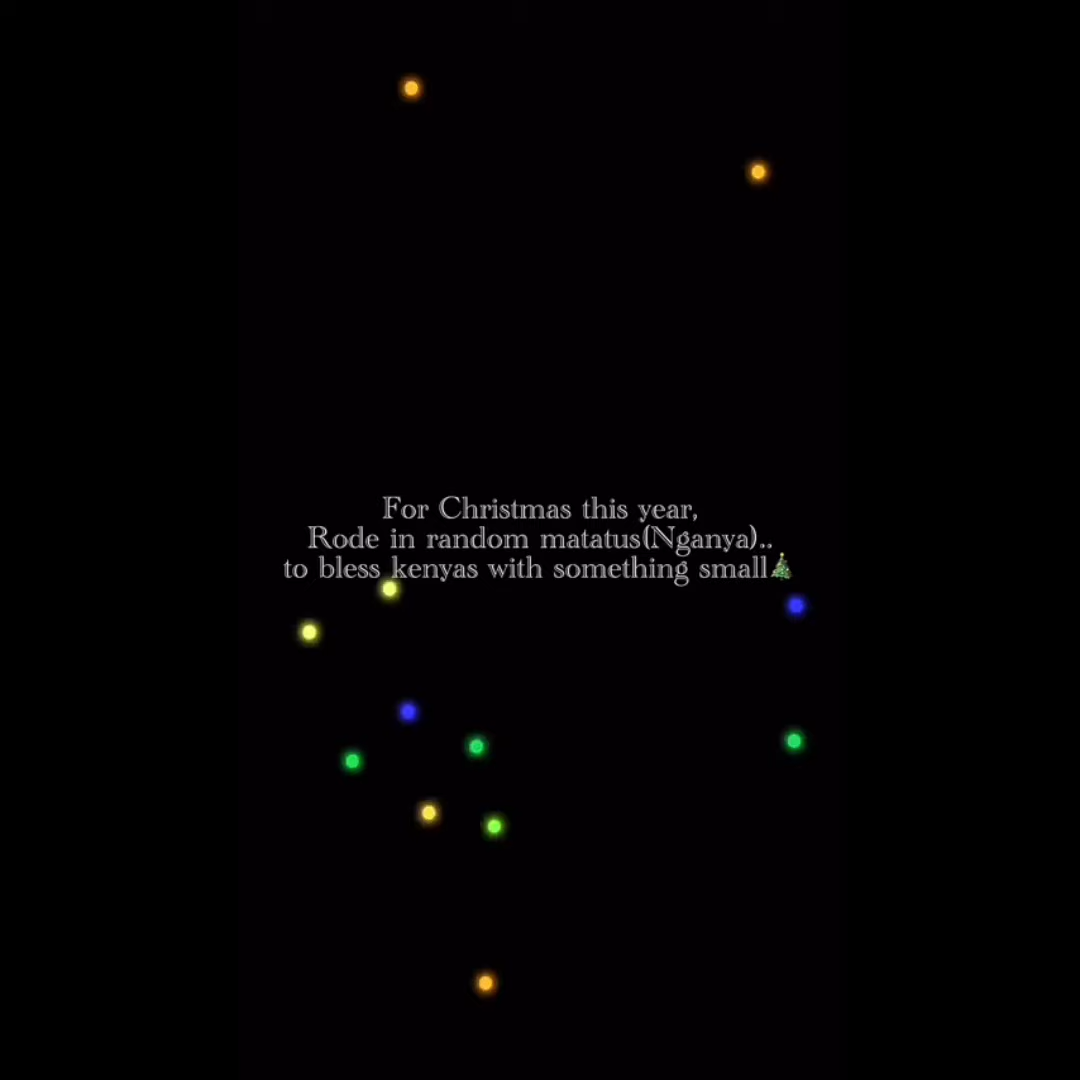 For Christmas this year,
Rode in random matatus(Nganya)..
to bless kenyas with something small🎄